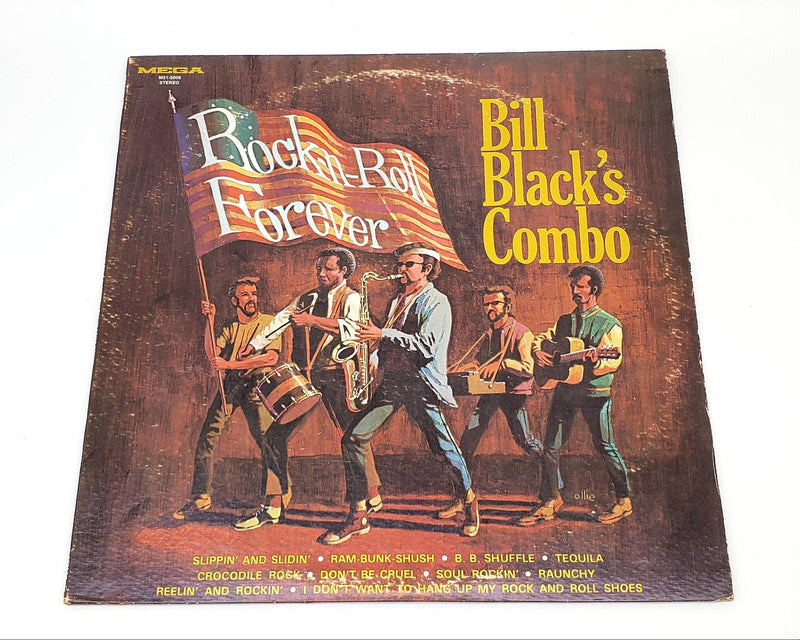 MEGA
M51-5008
STEREO
Rock-n-Roll
Forever
Bill
Black's
Combo
ollie
SLIPPIN' AND SLIDIN' • RAM-BUNK-SHUSH • B. B. SHUFFLE • TEQUILA
CROCODILE ROCK • DON'T BE CRUEL • SOUL ROCKIN' • RAUNCHY
REELIN' AND ROCKIN' • I DON'T WANT TO HANG UP MY ROCK AND ROLL SHOES